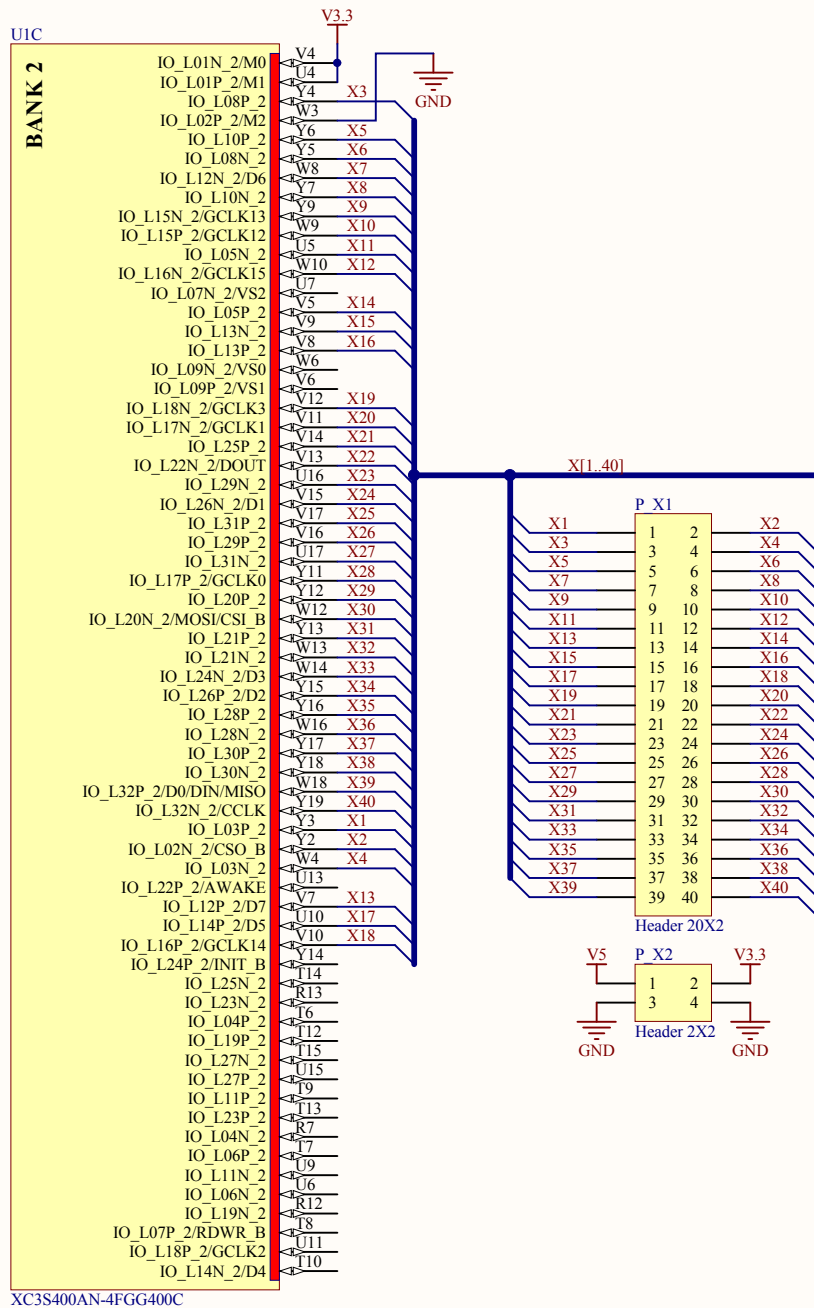 U1C
BANK 2
V3.3
GND
IO_L01N_2/M0 V4
IO_L01P_2/M1 U4
IO_L08P_2 Y4 X3
IO_L02P_2/M2 W3
IO_L10P_2 Y6 X5
IO_L08N_2 Y5 X6
IO_L12N_2/D6 W8 X7
IO_L10N_2 Y7 X8
IO_L15N_2/GCLK13 Y9 X9
IO_L15P_2/GCLK12 W9 X10
IO_L05N_2 U5 X11
IO_L16N_2/GCLK15 W10 X12
IO_L07N_2/VS2 U7
IO_L05P_2 V5 X14
IO_L13N_2 V9 X15
IO_L13P_2 V8 X16
IO_L09N_2/VS0 W6
IO_L09P_2/VS1 V6
IO_L18N_2/GCLK3 V12 X19
IO_L17N_2/GCLK1 V11 X20
IO_L25P_2 V14 X21
IO_L22N_2/DOUT V13 X22
IO_L29N_2 U16 X23
IO_L26N_2/D1 V15 X24
IO_L31P_2 V17 X25
IO_L29P_2 V16 X26
IO_L31N_2 U17 X27
IO_L17P_2/GCLK0 Y11 X28
IO_L20P_2 Y12 X29
IO_L20N_2/MOSI/CSI_B W12 X30
IO_L21P_2 Y13 X31
IO_L21N_2 W13 X32
IO_L24N_2/D3 W14 X33
IO_L26P_2/D2 Y15 X34
IO_L28P_2 Y16 X35
IO_L28N_2 W16 X36
IO_L30P_2 Y17 X37
IO_L30N_2 Y18 X38
IO_L32P_2/D0/DIN/MISO W18 X39
IO_L32N_2/CCLK Y19 X40
IO_L03P_2 Y3 X1
IO_L02N_2/CSO_B Y2 X2
IO_L03N_2 W4 X4
IO_L22P_2/AWAKE U13
IO_L12P_2/D7 V7 X13
IO_L14P_2/D5 U10 X17
IO_L16P_2/GCLK14 V10 X18
IO_L24P_2/INIT_B Y14
IO_L25N_2 T14
IO_L23N_2 R13
IO_L04P_2 T6
IO_L19P_2 T12
IO_L27N_2 T15
IO_L27P_2 U15
IO_L11P_2 T9
IO_L23P_2 T13
IO_L04N_2 R7
IO_L06P_2 T7
IO_L11N_2 U9
IO_L06N_2 U6
IO_L19N_2 R12
IO_L07P_2/RDWR_B T8
IO_L18P_2/GCLK2 U11
IO_L14N_2/D4 T10
XC3S400AN-4FGG400C
X[1..40]
P_X1
X1 1 2 X2
X3 3 4 X4
X5 5 6 X6
X7 7 8 X8
X9 9 10 X10
X11 11 12 X12
X13 13 14 X14
X15 15 16 X16
X17 17 18 X18
X19 19 20 X20
X21 21 22 X22
X23 23 24 X24
X25 25 26 X26
X27 27 28 X28
X29 29 30 X30
X31 31 32 X32
X33 33 34 X34
X35 35 36 X36
X37 37 38 X38
X39 39 40 X40
Header 20X2
V5 P_X2 V3.3
1 2
3 4
Header 2X2
GND GND